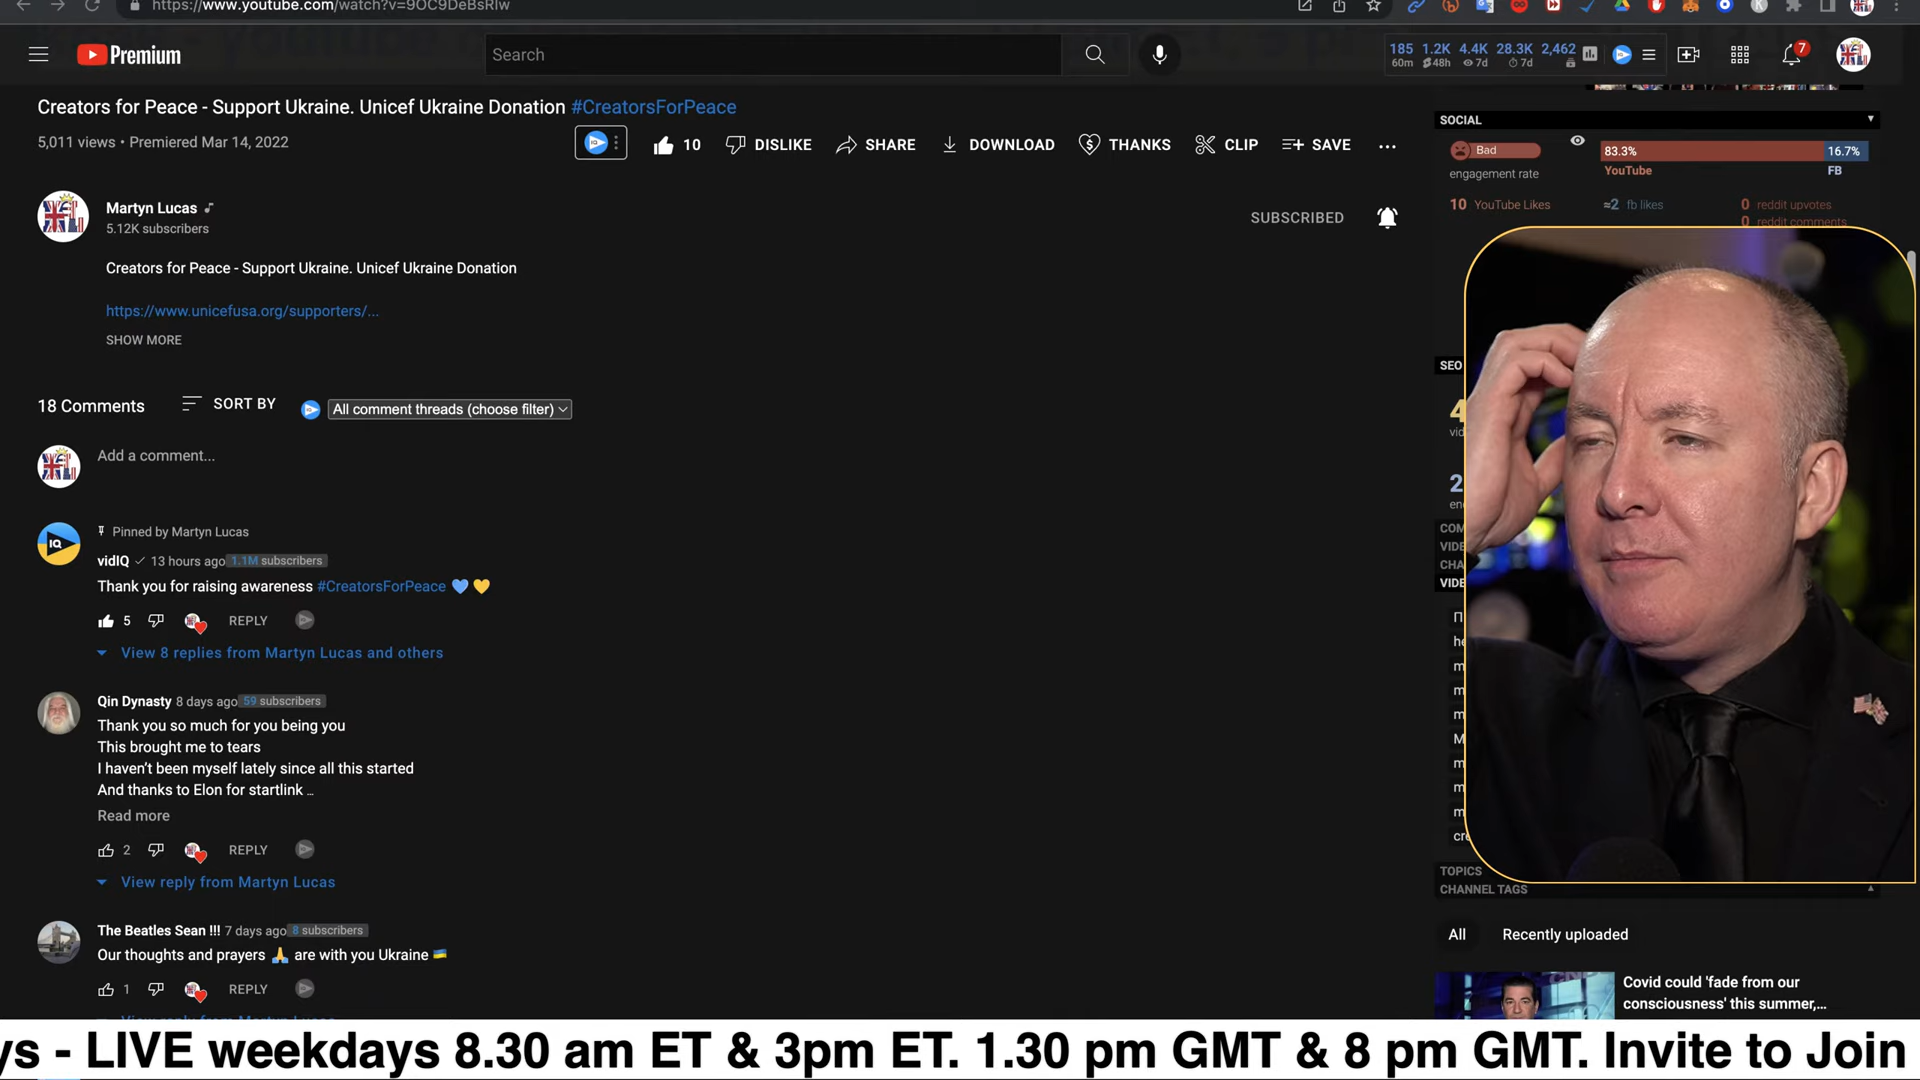 https://www.youtube.com/watch?v=9OC9DeBsRlw
Premium
Search
185 1.2K 4.4K 28.3K 2,462
60m 48h 7d 7d
7
Creators for Peace - Support Ukraine. Unicef Ukraine Donation #CreatorsForPeace
5,011 views • Premiered Mar 14, 2022
10 DISLIKE SHARE DOWNLOAD THANKS CLIP SAVE
Martyn Lucas
5.12K subscribers
SUBSCRIBED
Creators for Peace - Support Ukraine. Unicef Ukraine Donation
https://www.unicefusa.org/supporters/...
SHOW MORE
18 Comments SORT BY All comment threads (choose filter)
Add a comment...
Pinned by Martyn Lucas
IQ
vidIQ 13 hours ago 1.1M subscribers
Thank you for raising awareness #CreatorsForPeace 💙 💛
5 REPLY
View 8 replies from Martyn Lucas and others
Qin Dynasty 8 days ago 59 subscribers
Thank you so much for you being you
This brought me to tears
I haven't been myself lately since all this started
And thanks to Elon for startlink ...
Read more
2 REPLY
View reply from Martyn Lucas
The Beatles Sean !!! 7 days ago 8 subscribers
Our thoughts and prayers 🙏 are with you Ukraine 🇺🇦
1 REPLY
View reply from Martyn Lucas
SOCIAL
Bad
engagement rate
83.3% 16.7%
YouTube FB
10 YouTube Likes ≈2 fb likes 0 reddit upvotes
0 reddit comments
SEO
TOPICS
CHANNEL TAGS
All Recently uploaded
Covid could 'fade from our
consciousness' this summer,...
ys - LIVE weekdays 8.30 am ET & 3pm ET. 1.30 pm GMT & 8 pm GMT. Invite to Join